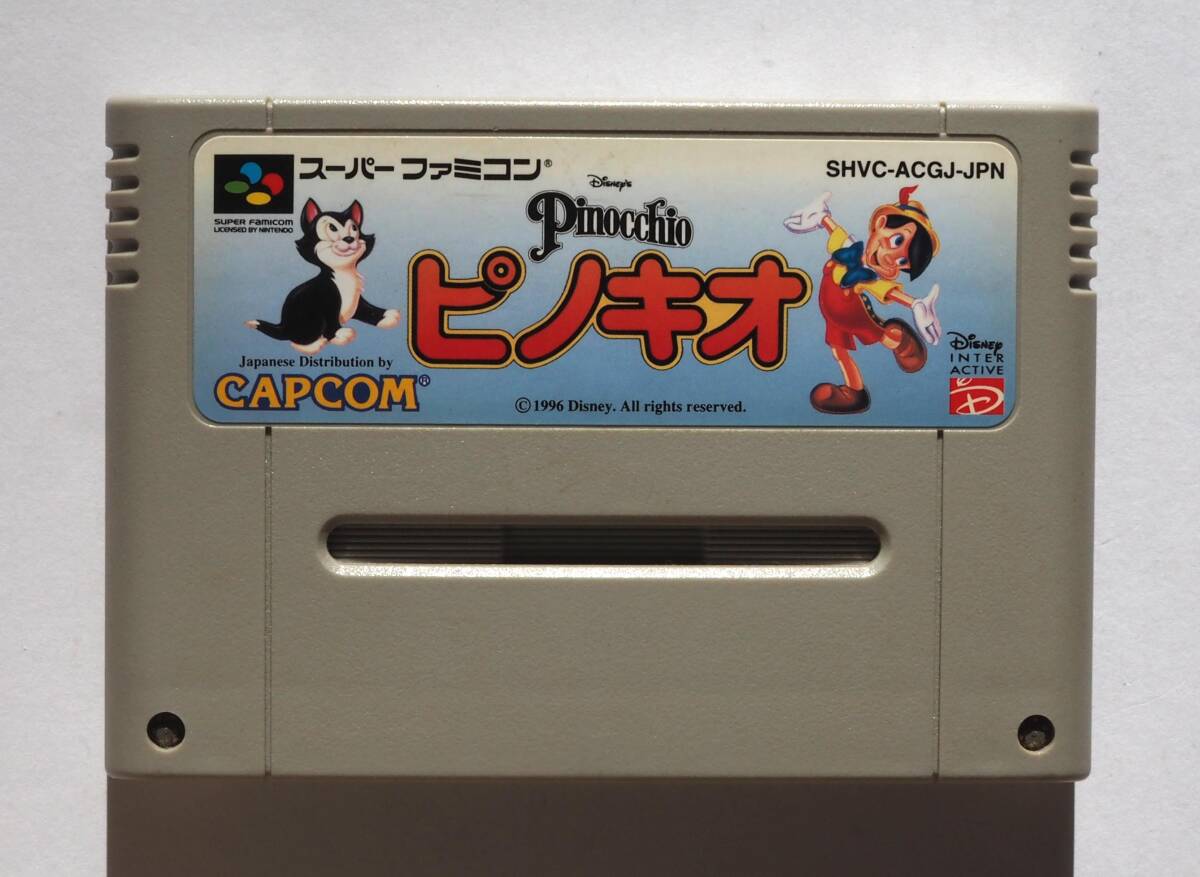 スーパーファミコン®
SHVC-ACGJ-JPN
SUPER FAMICOM
LICENSED BY NINTENDO
Disney's
Pinocchio
ピノキオ
Japanese Distribution by
CAPCOM®
© 1996 Disney. All rights reserved.
Disney
INTER
ACTIVE
D